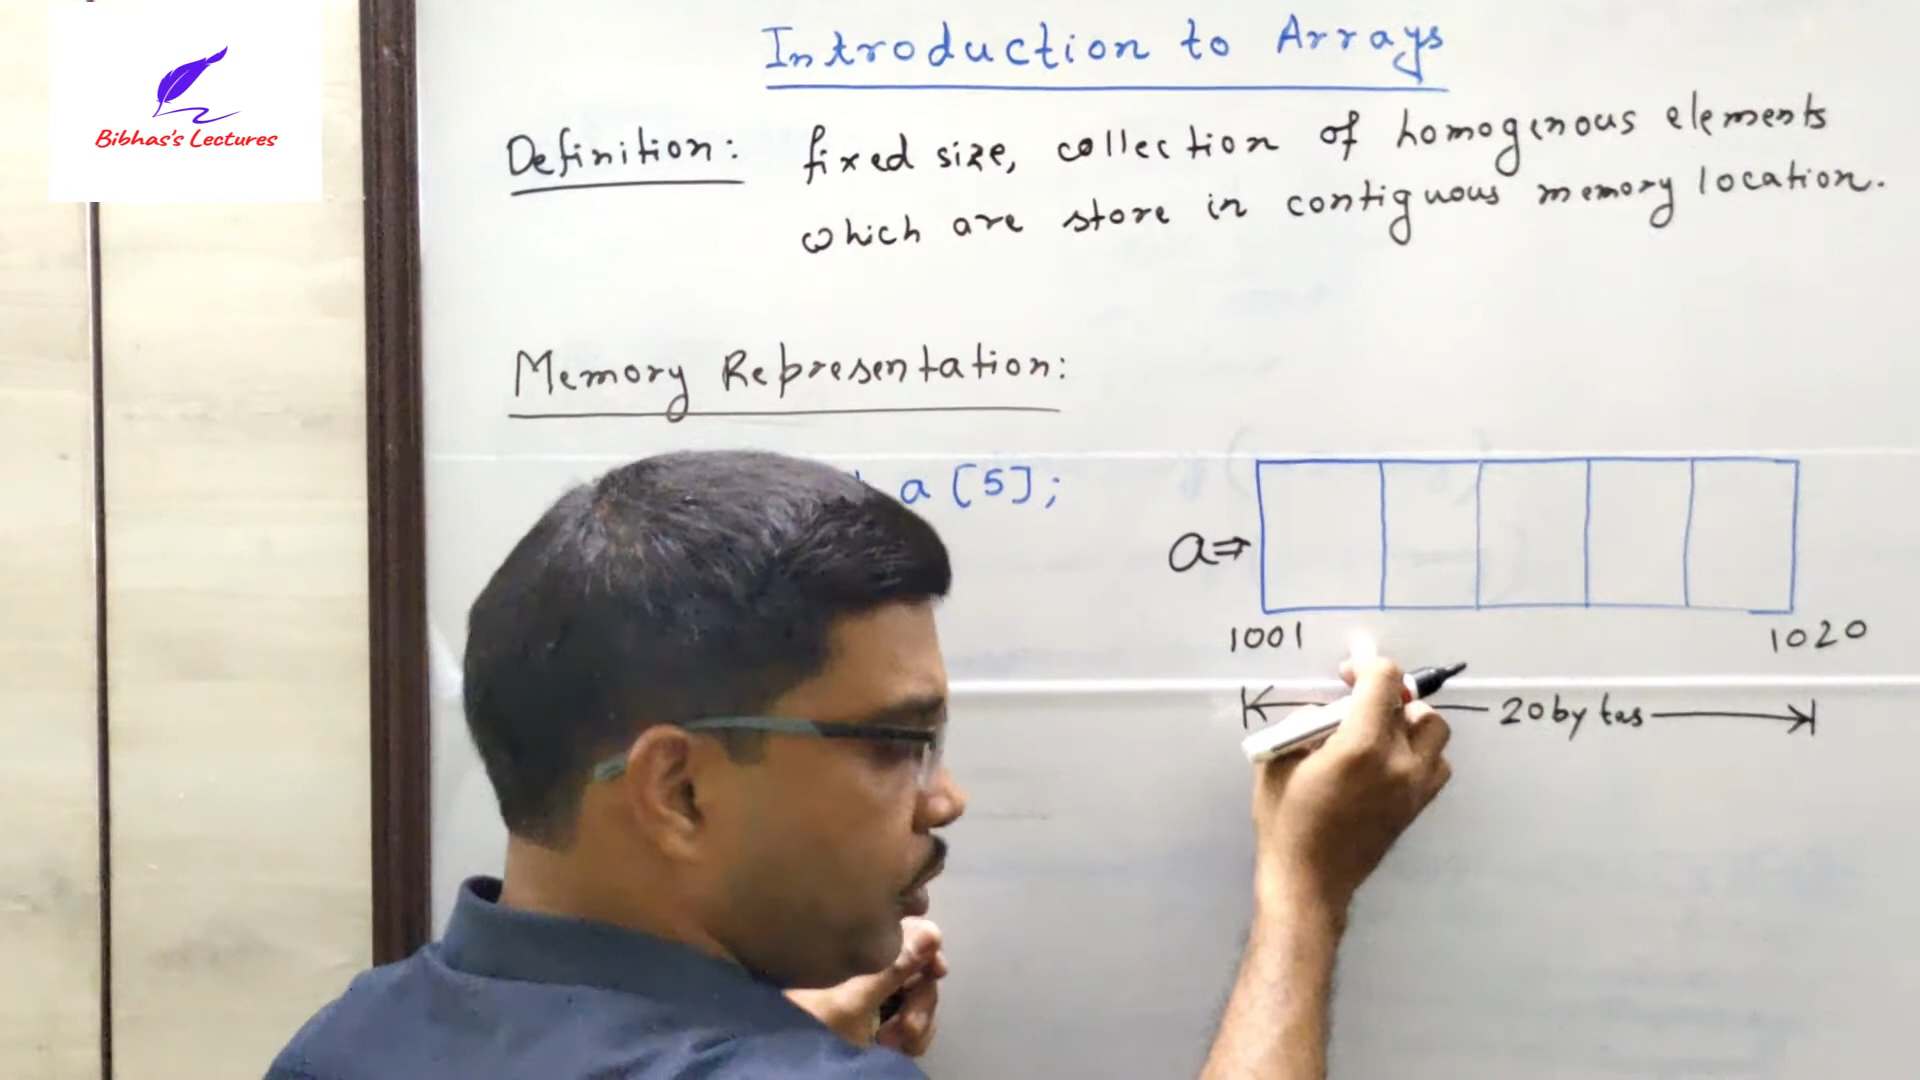 Bibhas's Lectures
Introduction to Arrays
Definition: fixed size, collection of homogenous elements
which are store in contiguous memory location.
Memory Representation:
a [5];
a⇒
1001 1020
20 bytes